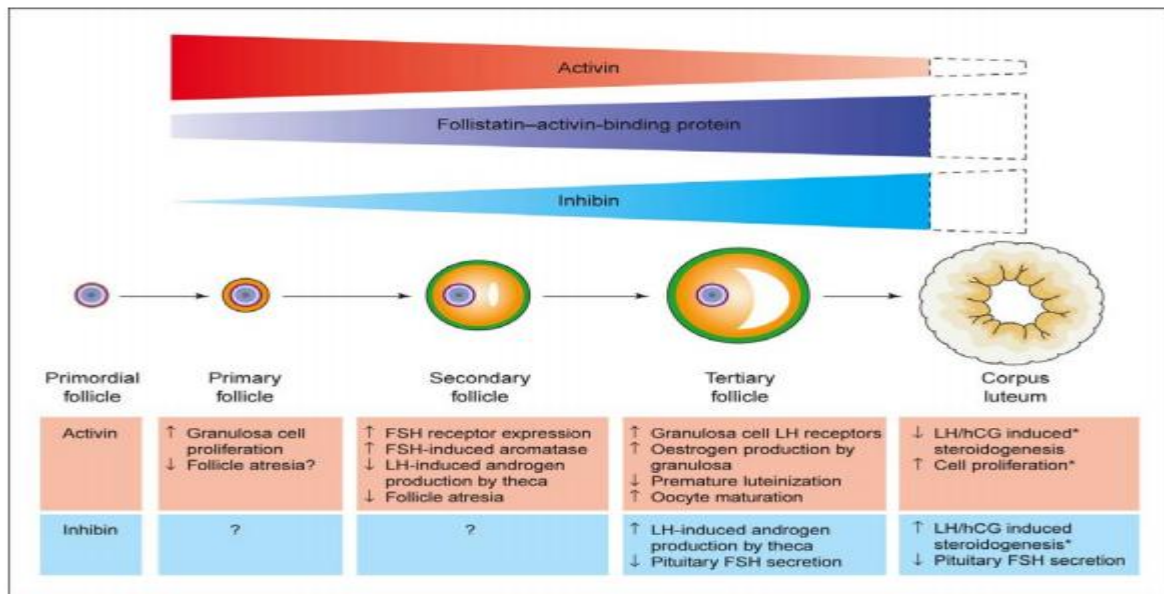 Activin
Follistatin–activin-binding protein
Inhibin
Primordial
follicle
Primary
follicle
Secondary
follicle
Tertiary
follicle
Corpus
luteum
Activin
↑ Granulosa cell
proliferation
↓ Follicle atresia?
↑ FSH receptor expression
↑ FSH-induced aromatase
↓ LH-induced androgen
production by theca
↓ Follicle atresia
↑ Granulosa cell LH receptors
↑ Oestrogen production by
granulosa
↓ Premature luteinization
↑ Oocyte maturation
↓ LH/hCG induced*
steroidogenesis
↑ Cell proliferation*
Inhibin
?
?
↑ LH-induced androgen
production by theca
↓ Pituitary FSH secretion
↑ LH/hCG induced
steroidogenesis*
↓ Pituitary FSH secretion